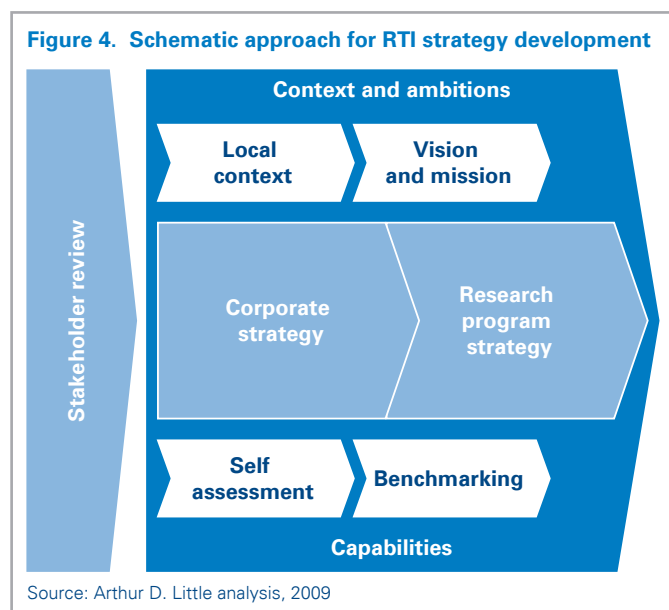 Figure 4.  Schematic approach for RTI strategy development
Stakeholder review
Context and ambitions
Local
context
Vision
and mission
Corporate
strategy
Research
program
strategy
Self
assessment
Benchmarking
Capabilities
Source: Arthur D. Little analysis, 2009